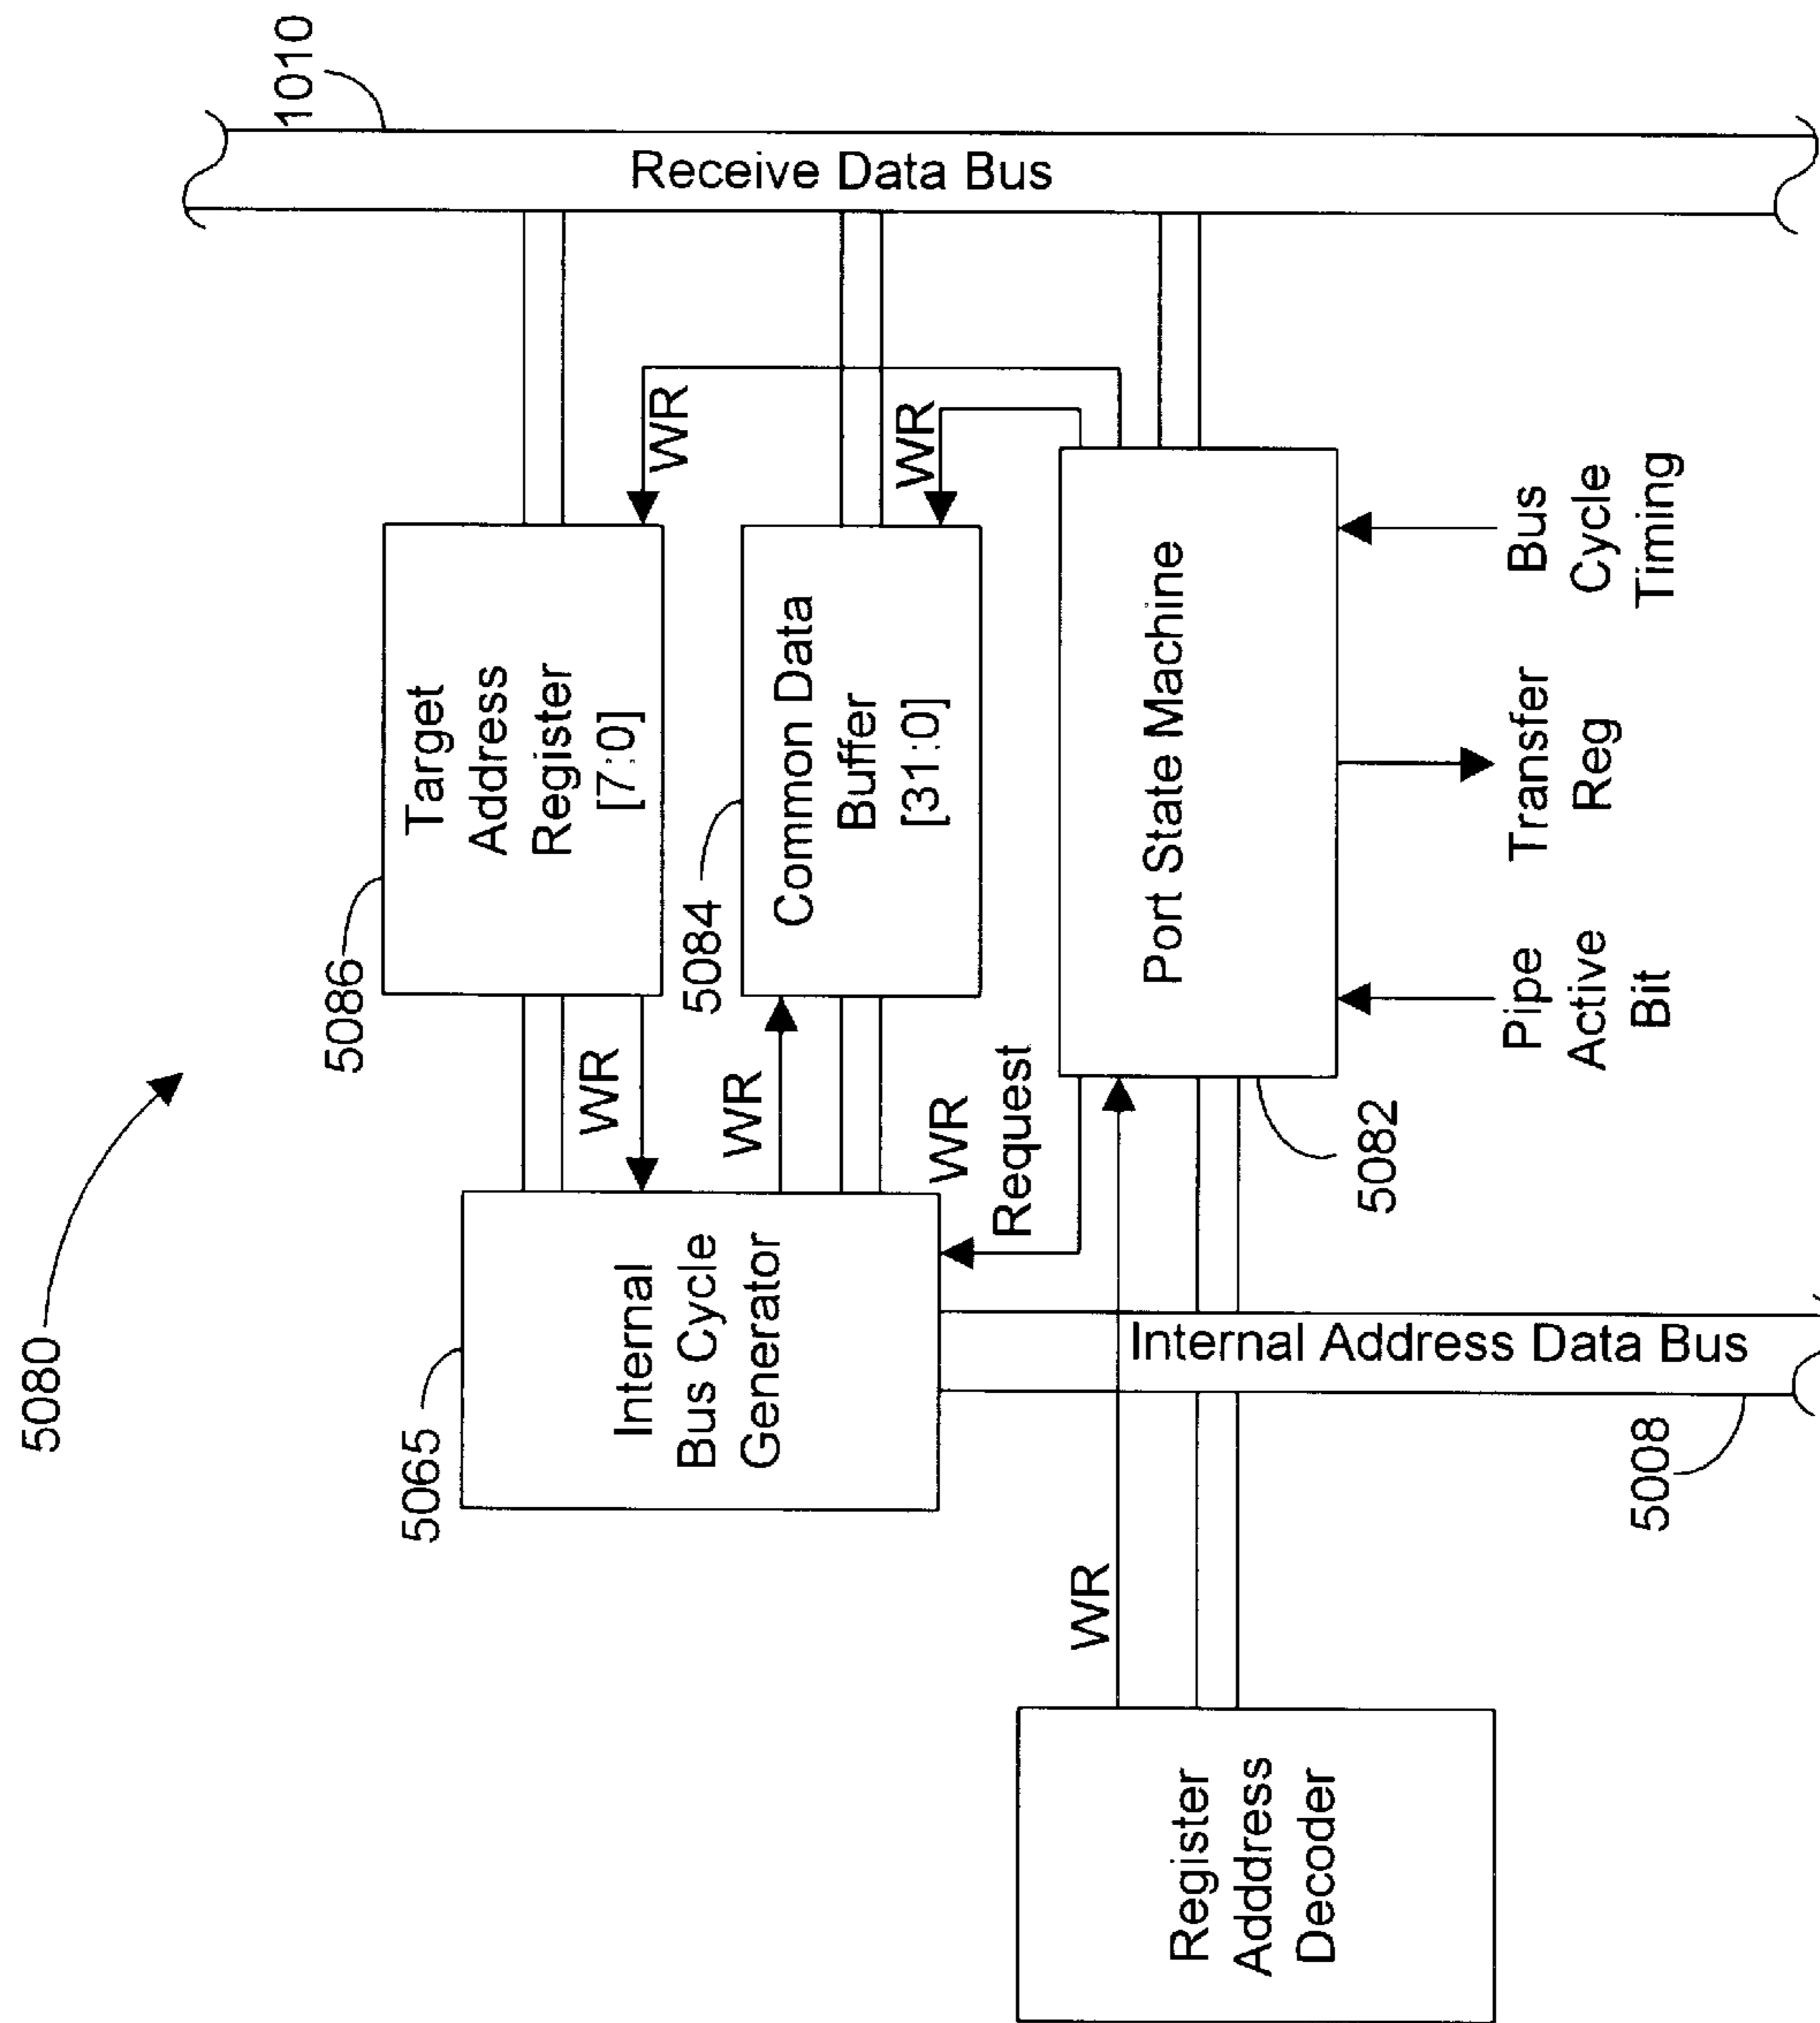 5080
5086
Target
Address
Register
[7:0]
5065
Internal
Bus Cycle
Generator
WR
WR
5084
Common Data
Buffer
[31:0]
WR
WR
WR
Request
Register
Adddress
Decoder
WR
Port State Machine
5082
Internal Address Data Bus
5008
Pipe
Active
Bit
Transfer
Reg
Bus
Cycle
Timing
Receive Data Bus
1010